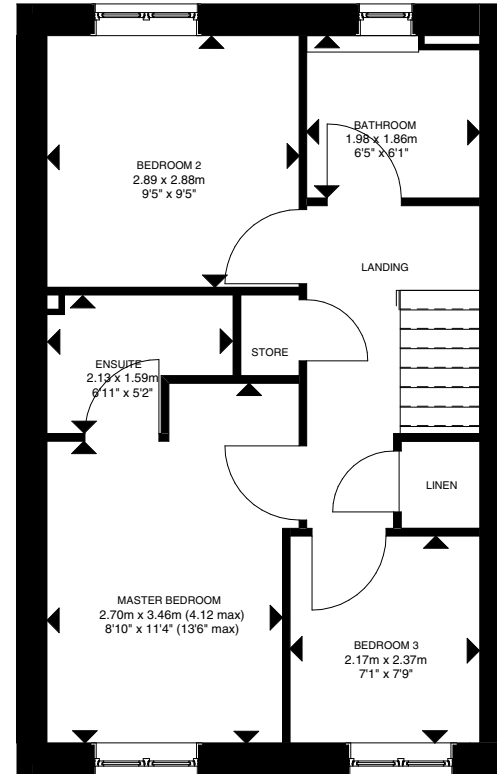 BEDROOM 2
2.89 x 2.88m
9'5" x 9'5"
BATHROOM
1.98 x 1.86m
6'5" x 6'1"
LANDING
ENSUITE
2.13 x 1.59m
6'11" x 5'2"
STORE
LINEN
MASTER BEDROOM
2.70m x 3.46m (4.12 max)
8'10" x 11'4" (13'6" max)
BEDROOM 3
2.17m x 2.37m
7'1" x 7'9"